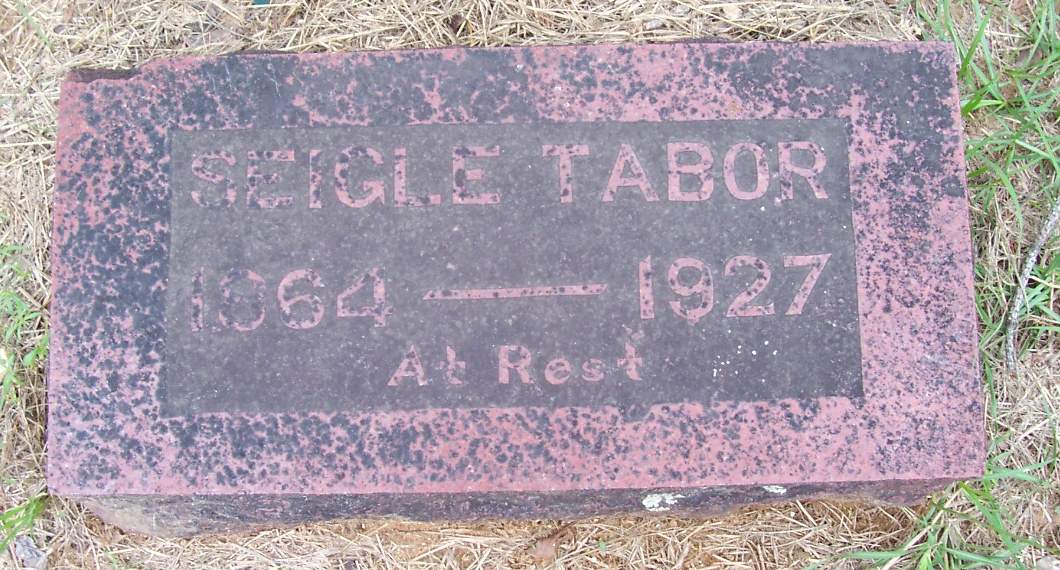 SEIGLE TABOR
1864 — 1927
At Rest